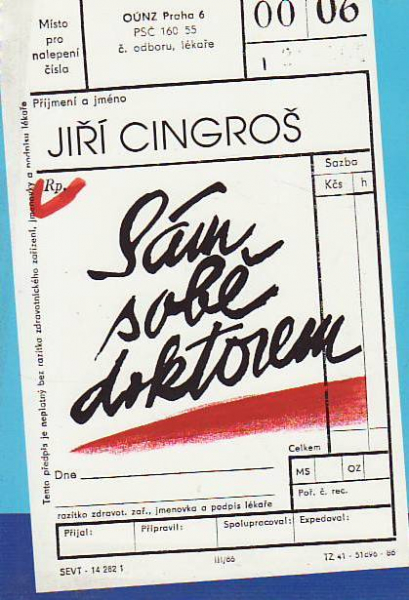 Místo
pro
nalepení
čísla
OÚNZ Praha 6
PSČ 160 55
č. odboru, lékaře
00 06
Příjmení a jméno
JIŘÍ CINGROŠ
Rp.
Sazba
Kčs h
Sám
sobě
doktorem
Tento předpis je neplatný bez razítka zdravotnického zařízení, jmenovky a podpisu lékaře
Celkem
MS OZ
Poř. č. rec.
Dne
razítko zdravot. zař., jmenovka a podpis lékaře
Přijal: Připravil: Spolupracoval: Expedoval:
SEVT - 14 282 1